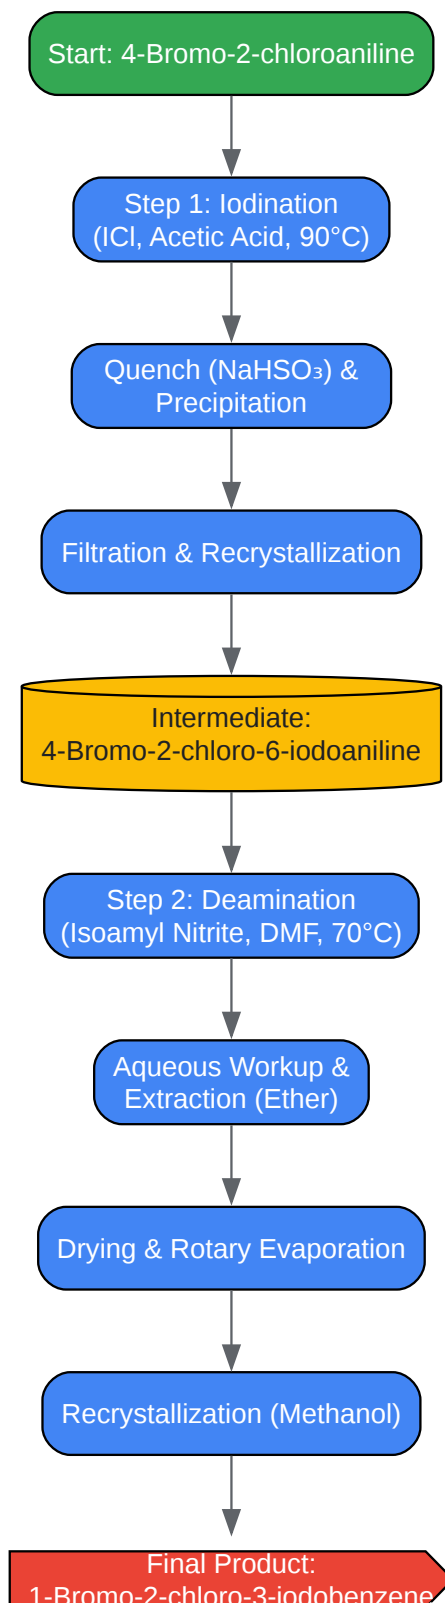 Start: 4-Bromo-2-chloroaniline
Step 1: Iodination
(ICl, Acetic Acid, 90°C)
Quench (NaHSO₃) &
Precipitation
Filtration & Recrystallization
Intermediate:
4-Bromo-2-chloro-6-iodoaniline
Step 2: Deamination
(Isoamyl Nitrite, DMF, 70°C)
Aqueous Workup &
Extraction (Ether)
Drying & Rotary Evaporation
Recrystallization (Methanol)
Final Product:
1-Bromo-2-chloro-3-iodobenzene